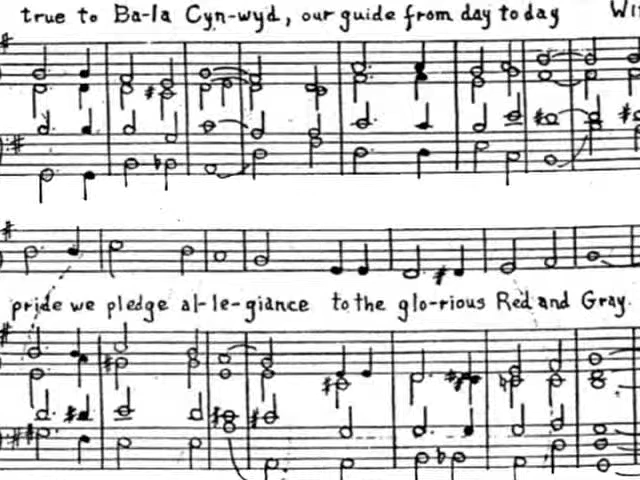 true to Ba-la Cyn-wyd, our guide from day to day
pride we pledge al-le-giance to the glo-rious Red and Gray.